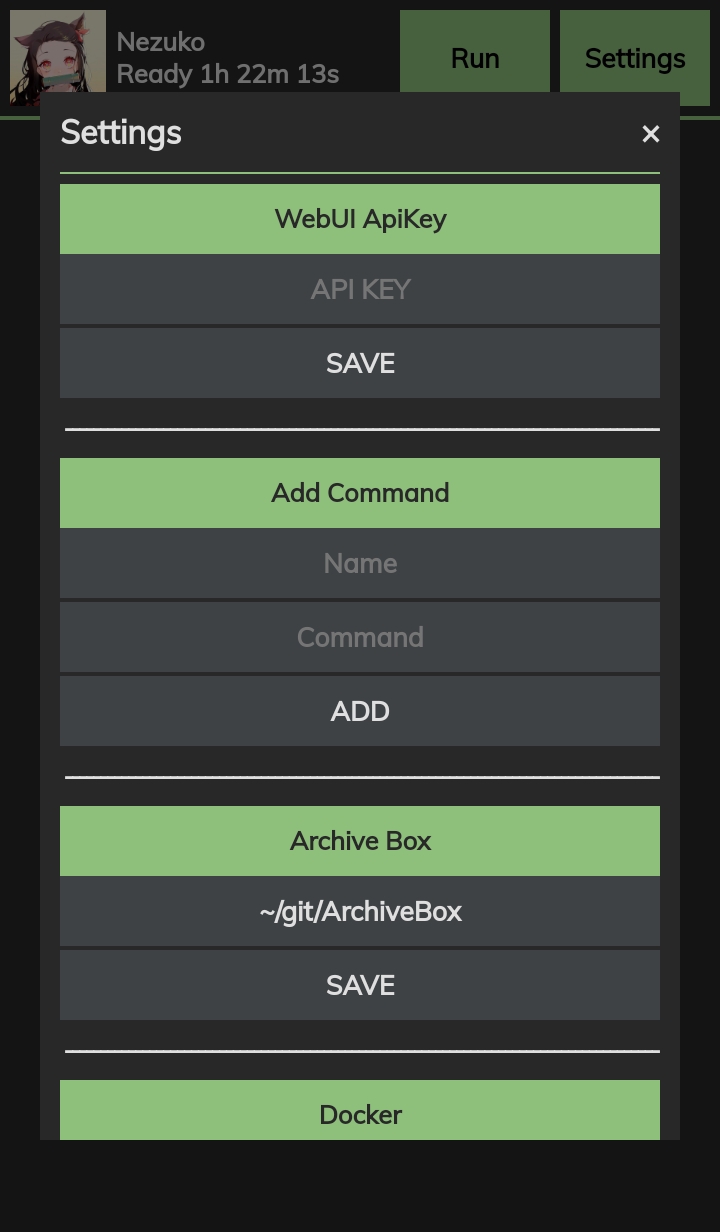 Nezuko
Ready 1h 22m 13s
Run
Settings
Settings
×
WebUI ApiKey
API KEY
SAVE
Add Command
Name
Command
ADD
Archive Box
~/git/ArchiveBox
SAVE
Docker